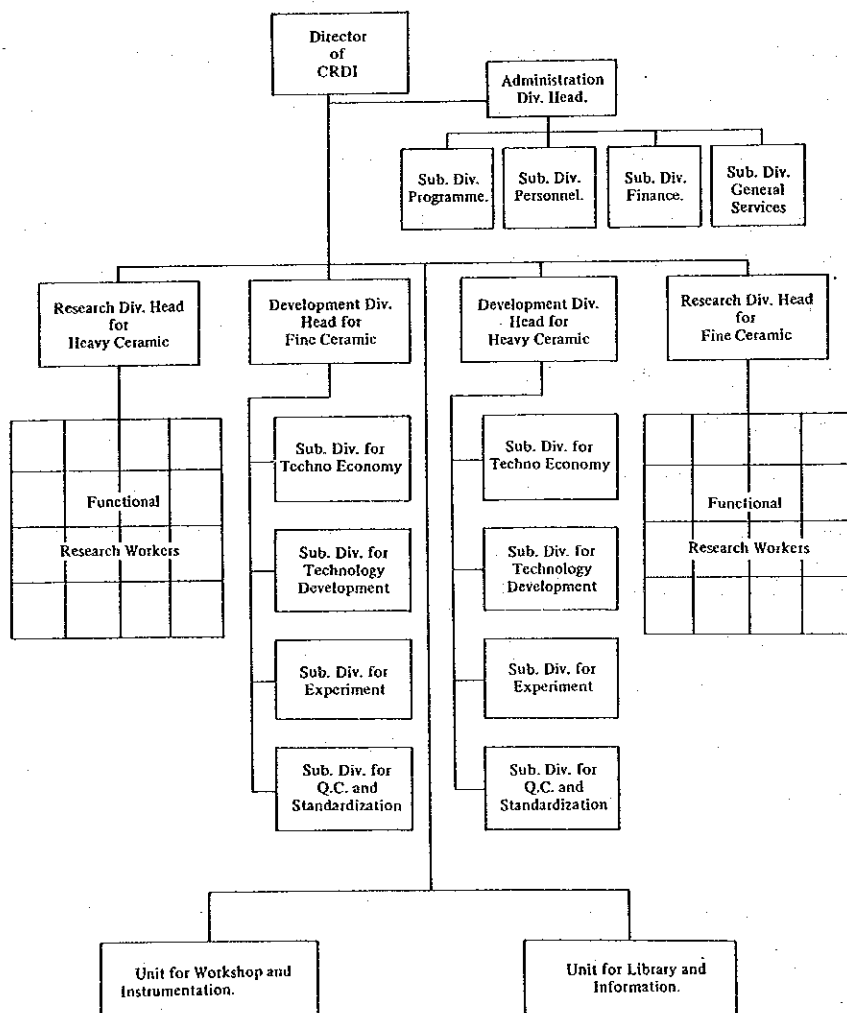 Director
of
CRDI
Administration
Div. Head.
Sub. Div.
Programme.
Sub. Div.
Personnel.
Sub. Div.
Finance.
Sub. Div.
General
Services
Research Div. Head
for
Heavy Ceramic
Development Div.
Head for
Fine Ceramic
Development Div.
Head for
Heavy Ceramic
Research Div. Head
for
Fine Ceramic
Functional
Research Workers
Sub. Div. for
Techno Economy
Sub. Div. for
Technology
Development
Sub. Div. for
Experiment
Sub. Div. for
Q.C. and
Standardization
Sub. Div. for
Techno Economy
Sub. Div. for
Technology
Development
Sub. Div. for
Experiment
Sub. Div. for
Q.C. and
Standardization
Functional
Research Workers
Unit for Workshop and
Instrumentation.
Unit for Library and
Information.